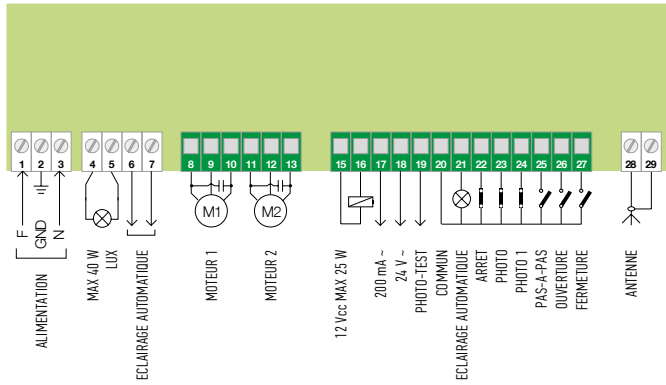 1 2 3 4 5 6 7 8 9 10 11 12 13 15 16 17 18 19 20 21 22 23 24 25 26 27 28 29
M1 M2
F
GND
N
ALIMENTATION
MAX 40 W
LUX
ECLAIRAGE AUTOMATIQUE
MOTEUR 1
MOTEUR 2
12 Vcc MAX 25 W
200 mA ~
24 V ~
PHOTO-TEST
COMMUN
ECLAIRAGE AUTOMATIQUE
ARRET
PHOTO
PHOTO 1
PAS-A-PAS
OUVERTURE
FERMETURE
ANTENNE